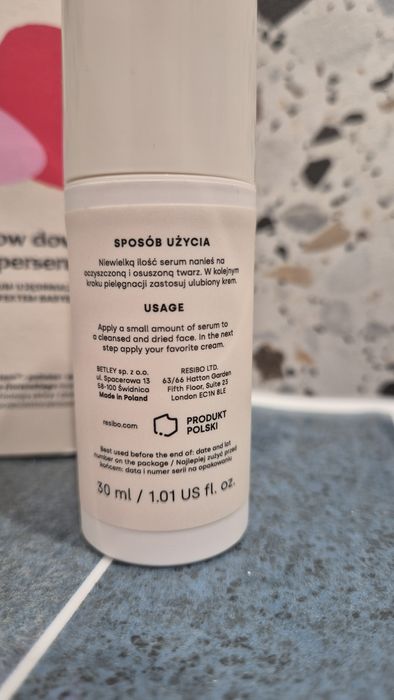 SPOSÓB UŻYCIA
Niewielką ilość serum nanieś na
oczyszczoną i osuszoną twarz. W kolejnym
kroku pielęgnacji zastosuj ulubiony krem.
USAGE
Apply a small amount of serum to
a cleansed and dried face. In the next
step apply your favorite cream.
BETLEY sp. z o.o.
ul. Spacerowa 13
58-100 Świdnica
Made in Poland
RESIBO LTD.
63/66 Hatton Garden
Fifth Floor, Suite 23
London EC1N 8LE
resibo.com
PRODUKT
POLSKI
Best used before the end of: date and lot
number on the package / Najlepiej zużyć przed
końcem: data i numer serii na opakowaniu
30 ml / 1.01 US fl. oz.